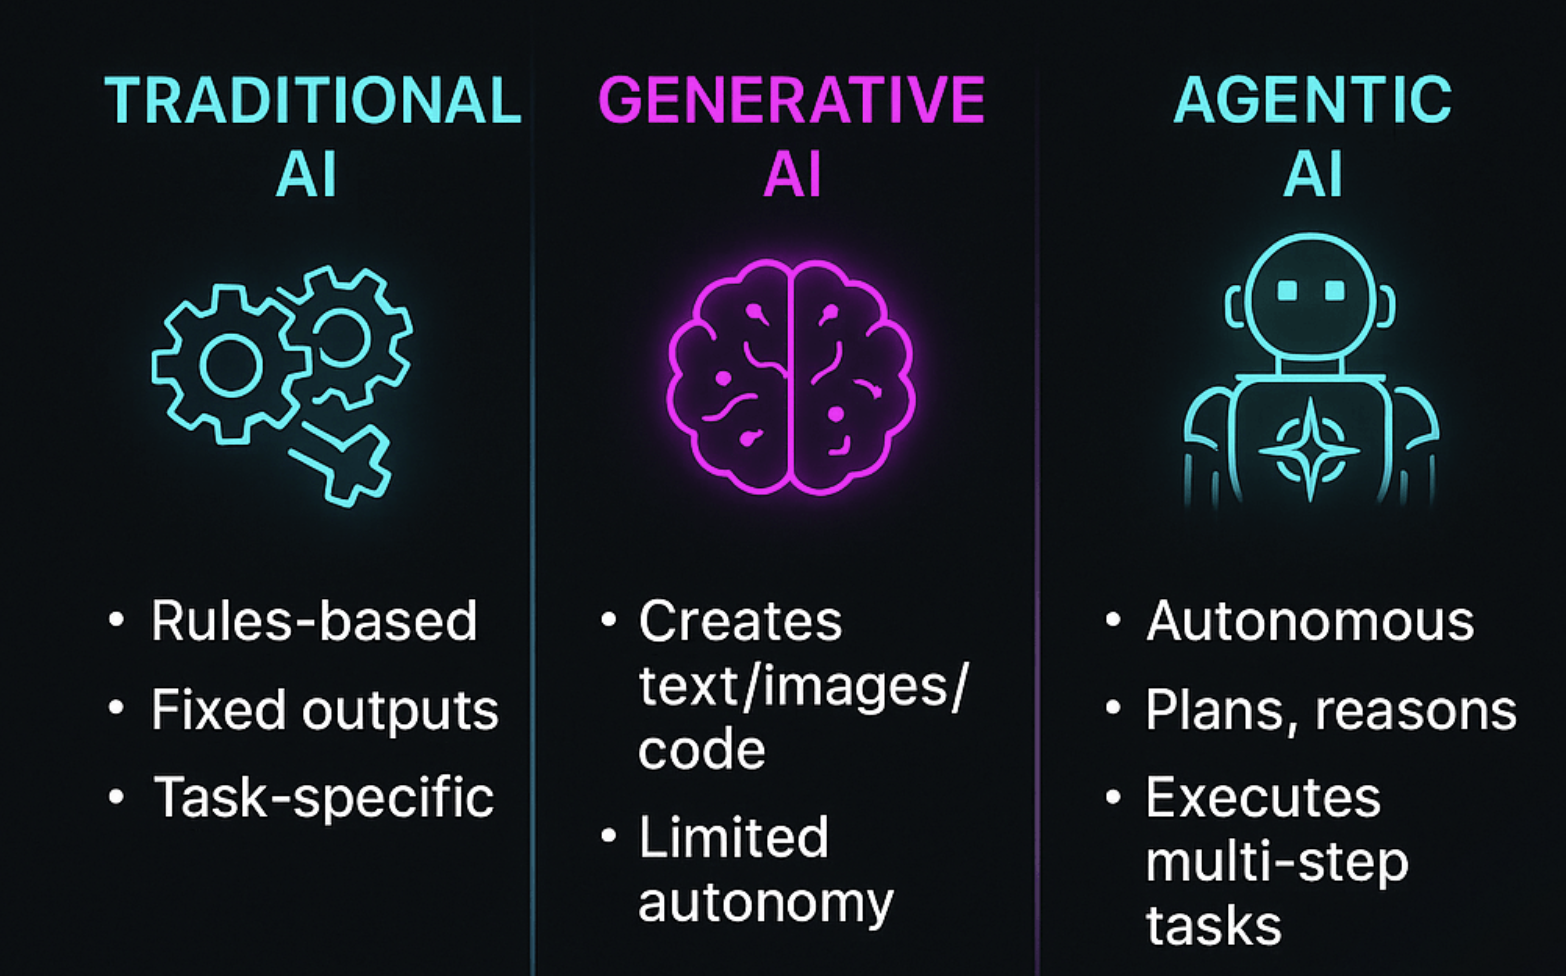 TRADITIONAL
AI
• Rules-based
• Fixed outputs
• Task-specific
GENERATIVE
AI
• Creates
text/images/
code
• Limited
autonomy
AGENTIC
AI
• Autonomous
• Plans, reasons
• Executes
multi-step
tasks